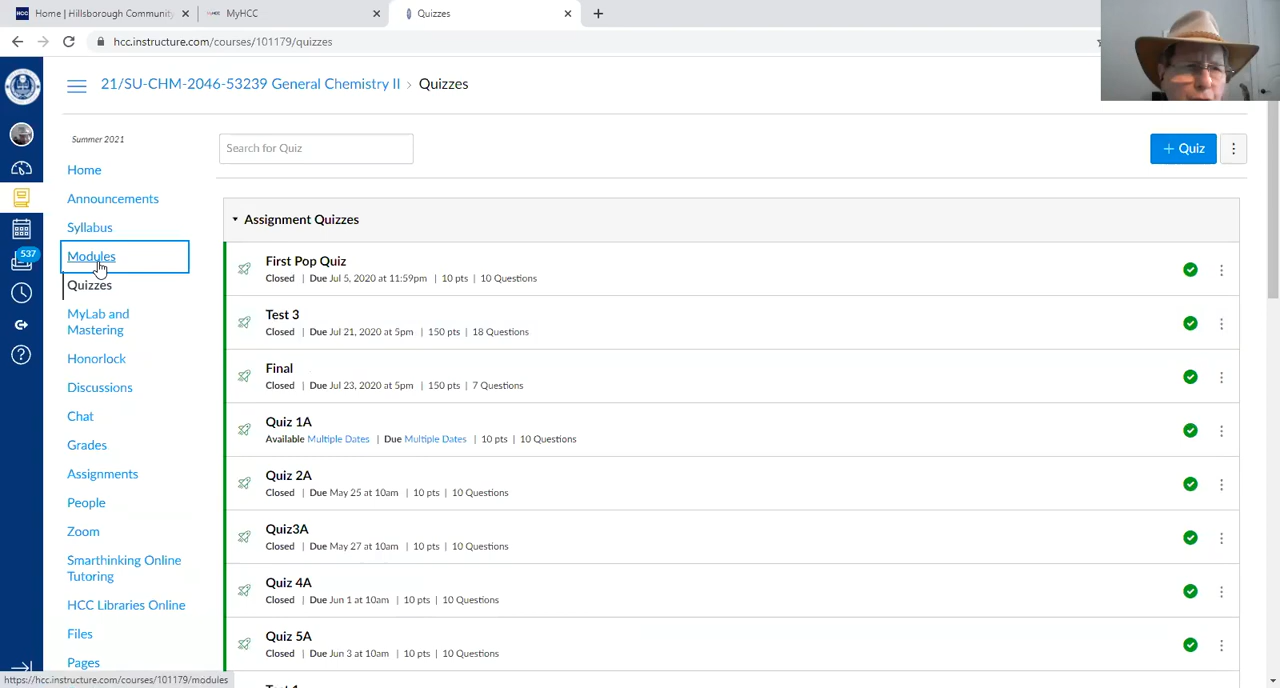 HCC Home | Hillsborough Community
MyHCC
Quizzes
hcc.instructure.com/courses/101179/quizzes
21/SU-CHM-2046-53239 General Chemistry II › Quizzes
Summer 2021
Search for Quiz
+ Quiz
Home
Announcements
Syllabus
Modules
Quizzes
MyLab and
Mastering
Honorlock
Discussions
Chat
Grades
Assignments
People
Zoom
Smarthinking Online
Tutoring
HCC Libraries Online
Files
Pages
537
Assignment Quizzes
First Pop Quiz
Closed | Due Jul 5, 2020 at 11:59pm | 10 pts | 10 Questions
Test 3
Closed | Due Jul 21, 2020 at 5pm | 150 pts | 18 Questions
Final
Closed | Due Jul 23, 2020 at 5pm | 150 pts | 7 Questions
Quiz 1A
Available Multiple Dates | Due Multiple Dates | 10 pts | 10 Questions
Quiz 2A
Closed | Due May 25 at 10am | 10 pts | 10 Questions
Quiz3A
Closed | Due May 27 at 10am | 10 pts | 10 Questions
Quiz 4A
Closed | Due Jun 1 at 10am | 10 pts | 10 Questions
Quiz 5A
Closed | Due Jun 3 at 10am | 10 pts | 10 Questions
Test 1
https://hcc.instructure.com/courses/101179/modules